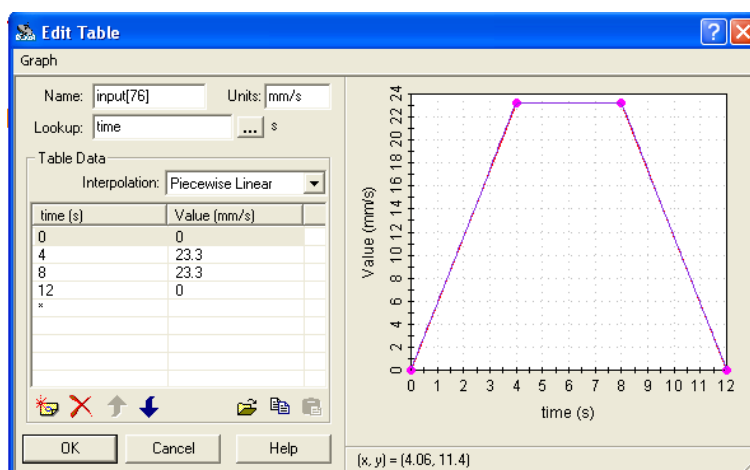 Edit Table
Graph
Name: input[76] Units: mm/s
Lookup: time ... s
Table Data
Interpolation: Piecewise Linear
time (s) Value (mm/s)
0 0
4 23.3
8 23.3
12 0
*
OK Cancel Help
Value (mm/s)
24
22
20
18
16
14
12
10
8
6
4
2
0
0 1 2 3 4 5 6 7 8 9 10 11 12
time (s)
(x, y) = (4.06, 11.4)